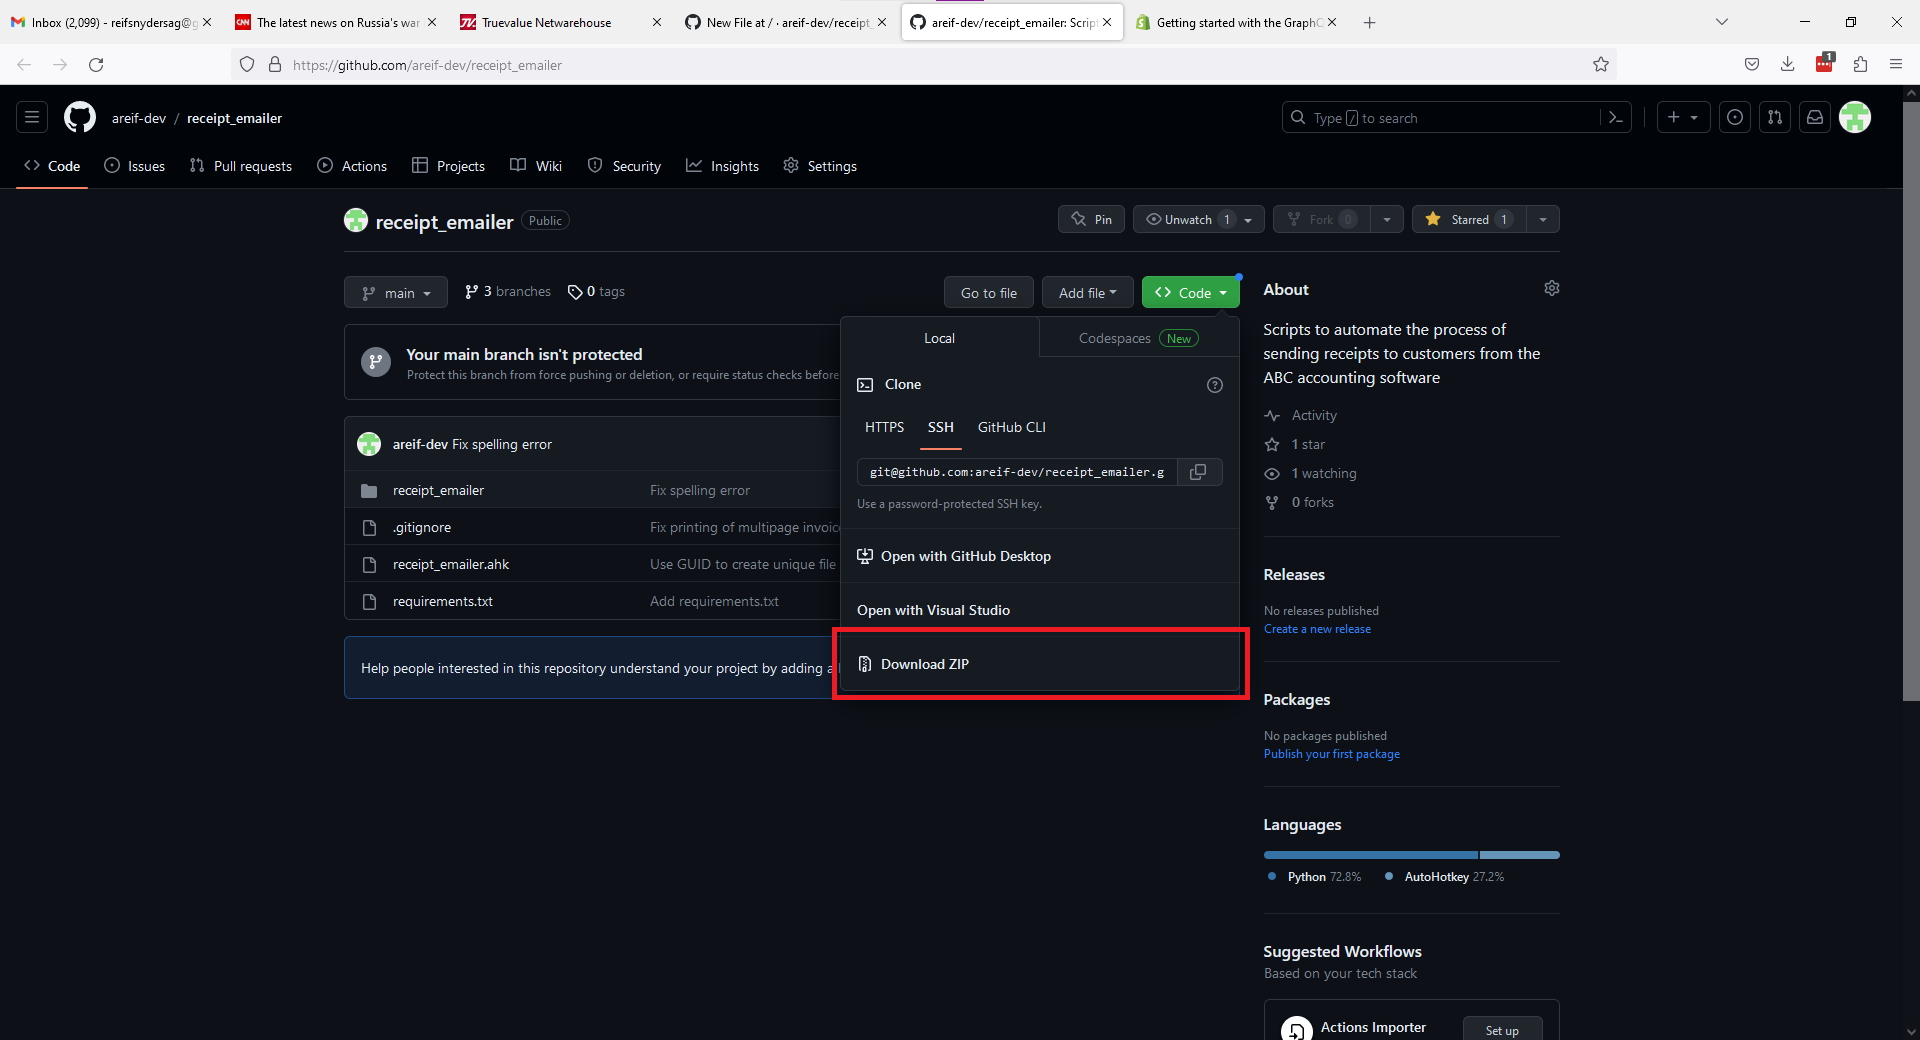 Inbox (2,099) - reifsnydersag@g
The latest news on Russia's war
Truevalue Netwarehouse
New File at / · areif-dev/receipt_
areif-dev/receipt_emailer: Script
Getting started with the GraphQ
https://github.com/areif-dev/receipt_emailer
1
areif-dev / receipt_emailer
Type / to search
Code
Issues
Pull requests
Actions
Projects
Wiki
Security
Insights
Settings
receipt_emailer Public
Pin
Unwatch 1
Fork 0
Starred 1
main
3 branches
0 tags
Go to file
Add file
Code
Your main branch isn't protected
Protect this branch from force pushing or deletion, or require status checks before
areif-dev Fix spelling error
receipt_emailer Fix spelling error
.gitignore Fix printing of multipage invoic
receipt_emailer.ahk Use GUID to create unique file
requirements.txt Add requirements.txt
Help people interested in this repository understand your project by adding a
Local
Codespaces New
Clone
HTTPS SSH GitHub CLI
git@github.com:areif-dev/receipt_emailer.g
Use a password-protected SSH key.
Open with GitHub Desktop
Open with Visual Studio
Download ZIP
About
Scripts to automate the process of
sending receipts to customers from the
ABC accounting software
Activity
1 star
1 watching
0 forks
Releases
No releases published
Create a new release
Packages
No packages published
Publish your first package
Languages
Python 72.8% AutoHotkey 27.2%
Suggested Workflows
Based on your tech stack
Actions Importer
Set up